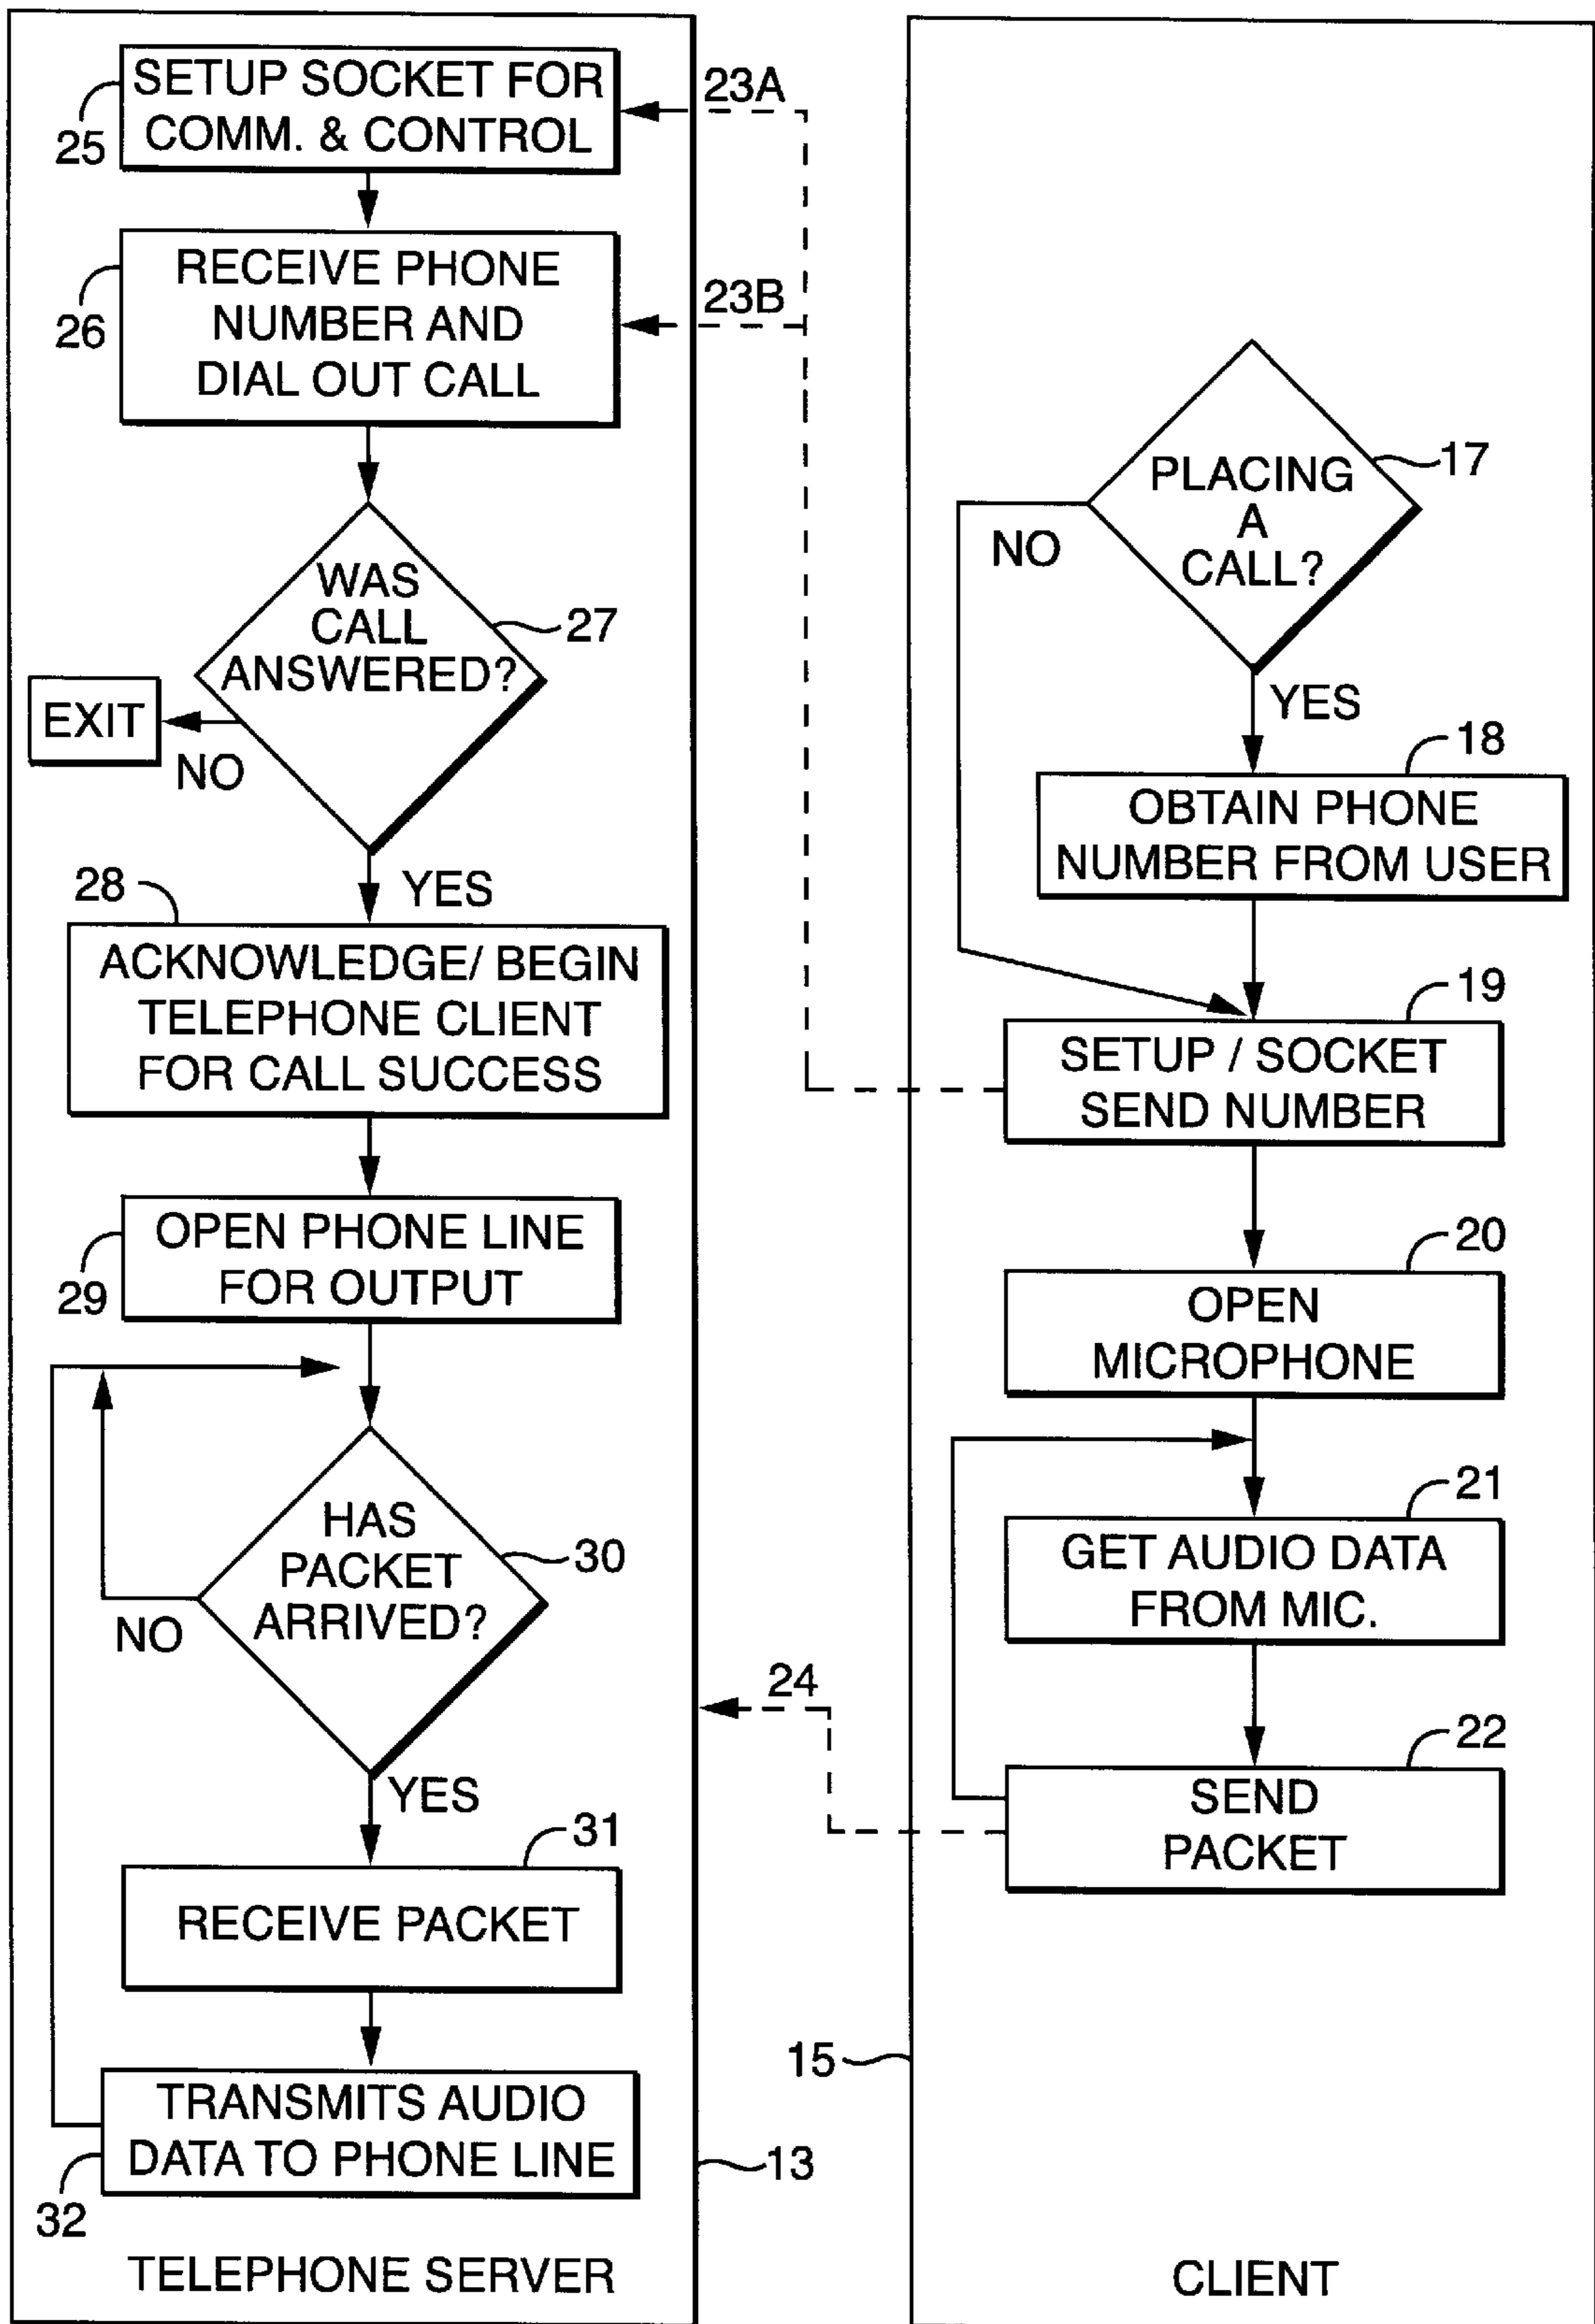 SETUP SOCKET FOR
COMM. & CONTROL
25
23A
RECEIVE PHONE
NUMBER AND
DIAL OUT CALL
26
23B
WAS
CALL
ANSWERED?
27
EXIT
NO
YES
28
ACKNOWLEDGE/ BEGIN
TELEPHONE CLIENT
FOR CALL SUCCESS
OPEN PHONE LINE
FOR OUTPUT
29
HAS
PACKET
ARRIVED?
30
NO
YES
24
31
RECEIVE PACKET
TRANSMITS AUDIO
DATA TO PHONE LINE
32
13
TELEPHONE SERVER
PLACING
A
CALL?
17
NO
YES
18
OBTAIN PHONE
NUMBER FROM USER
19
SETUP / SOCKET
SEND NUMBER
20
OPEN
MICROPHONE
21
GET AUDIO DATA
FROM MIC.
22
SEND
PACKET
15
CLIENT